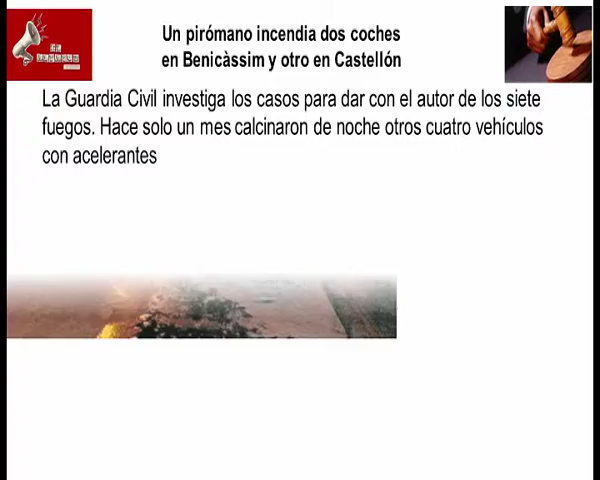 Un pirómano incendia dos coches
en Benicàssim y otro en Castellón
La Guardia Civil investiga los casos para dar con el autor de los siete
fuegos. Hace solo un mes calcinaron de noche otros cuatro vehículos
con acelerantes